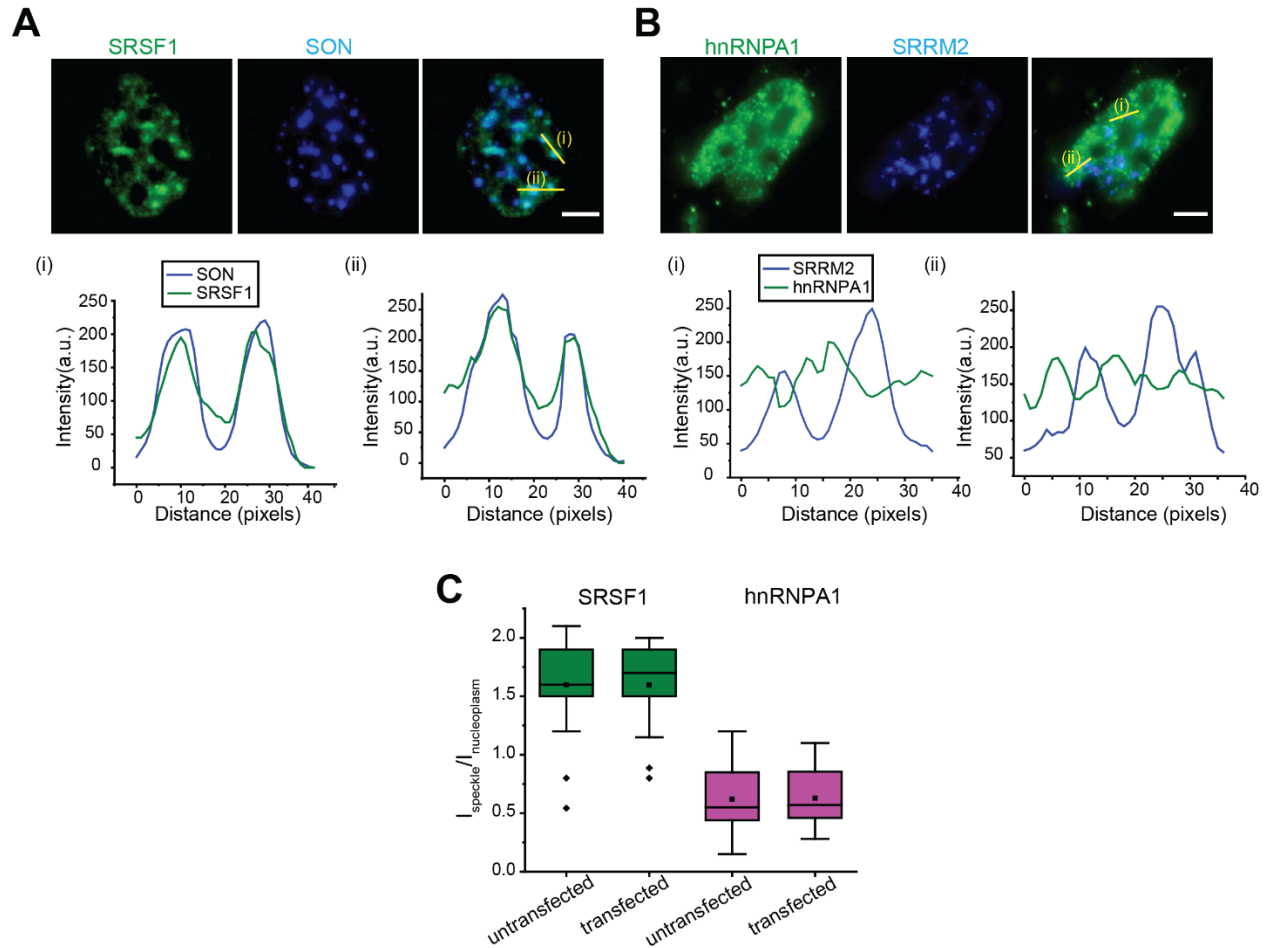 A
SRSF1 SON
(i)
(ii)
B
hnRNPA1 SRRM2
(i)
(ii)
(i)
SON
SRSF1
250
200
150
100
50
0
Intensity(a.u.)
0 10 20 30 40
Distance (pixels)
(ii)
250
200
150
100
50
0
Intensity(a.u.)
0 10 20 30 40
Distance (pixels)
(i)
SRRM2
hnRNPA1
250
200
150
100
50
0
Intensity(a.u.)
0 10 20 30 40
Distance (pixels)
(ii)
250
200
150
100
50
Intensity(a.u.)
0 10 20 30 40
Distance (pixels)
C
SRSF1 hnRNPA1
2.0
1.5
1.0
0.5
0.0
Ispeckle/Inucleoplasm
untransfected transfected untransfected transfected